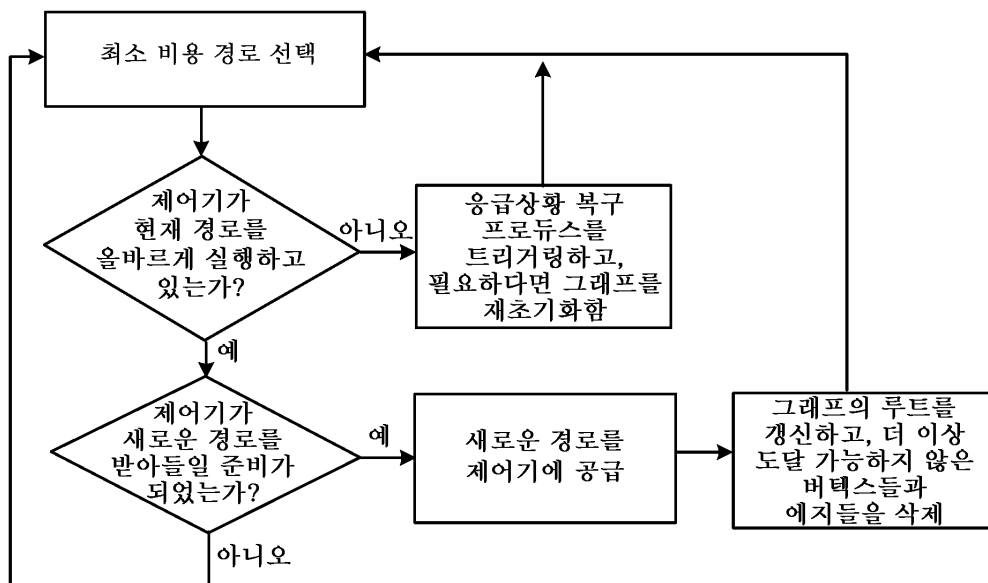 최소 비용 경로 선택
제어기가
현재 경로를
올바르게 실행하고
있는가?
아니오
응급상황 복구
프로듀스를
트리거링하고,
필요하다면 그래프를
재초기화함
예
제어기가
새로운 경로를
받아들일 준비가
되었는가?
예
새로운 경로를
제어기에 공급
그래프의 루트를
갱신하고, 더 이상
도달 가능하지 않은
버텍스들과
에지들을 삭제
아니오